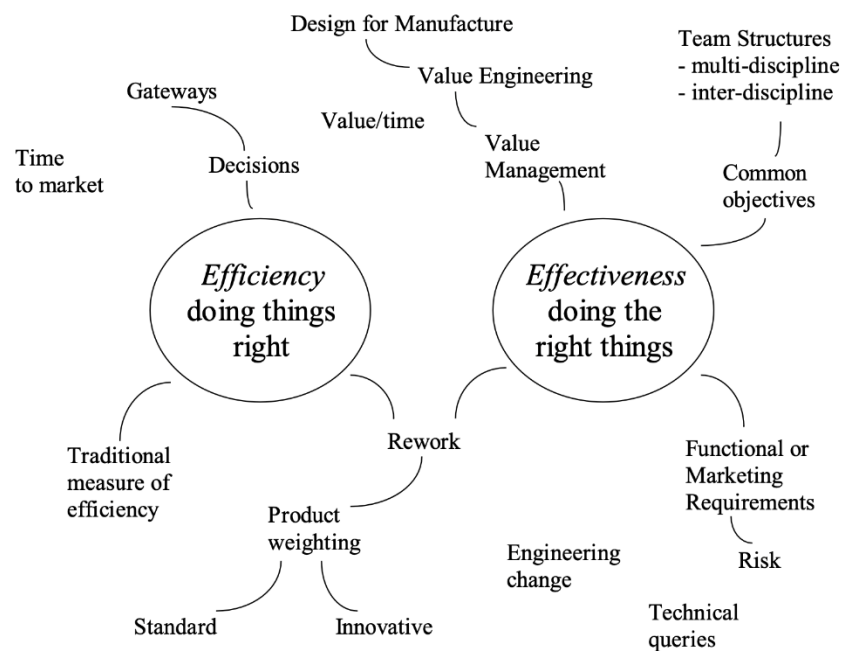 Design for Manufacture
Team Structures
- multi-discipline
- inter-discipline
Value Engineering
Gateways
Value/time
Time
to market
Decisions
Value
Management
Common
objectives
Efficiency
doing things
right
Effectiveness
doing the
right things
Rework
Traditional
measure of
efficiency
Functional or
Marketing
Requirements
Product
weighting
Engineering
change
Risk
Standard
Innovative
Technical
queries